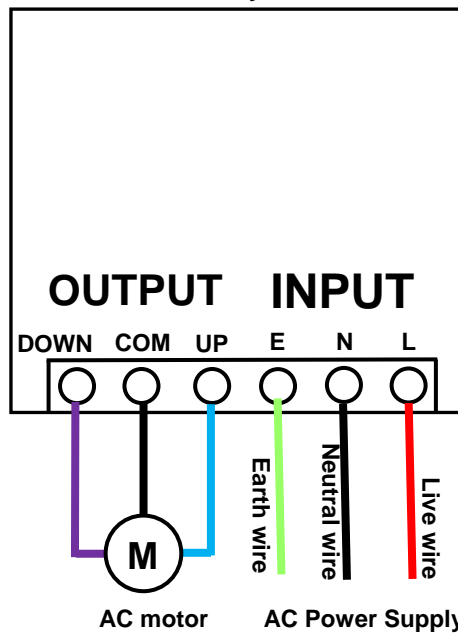 OUTPUT INPUT
DOWN COM UP E N L
Earth wire
Neutral wire
Live wire
M
AC motor AC Power Supply